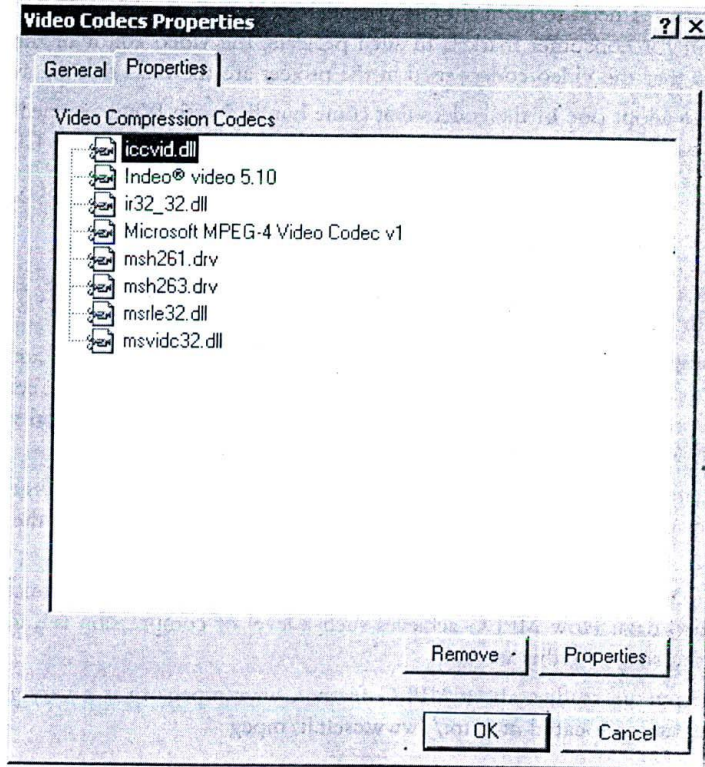 Video Codecs Properties ? X
General Properties
Video Compression Codecs
iccvid.dll
Indeo® video 5.10
ir32_32.dll
Microsoft MPEG-4 Video Codec v1
msh261.drv
msh263.drv
msrle32.dll
msvidc32.dll
Remove Properties
OK Cancel